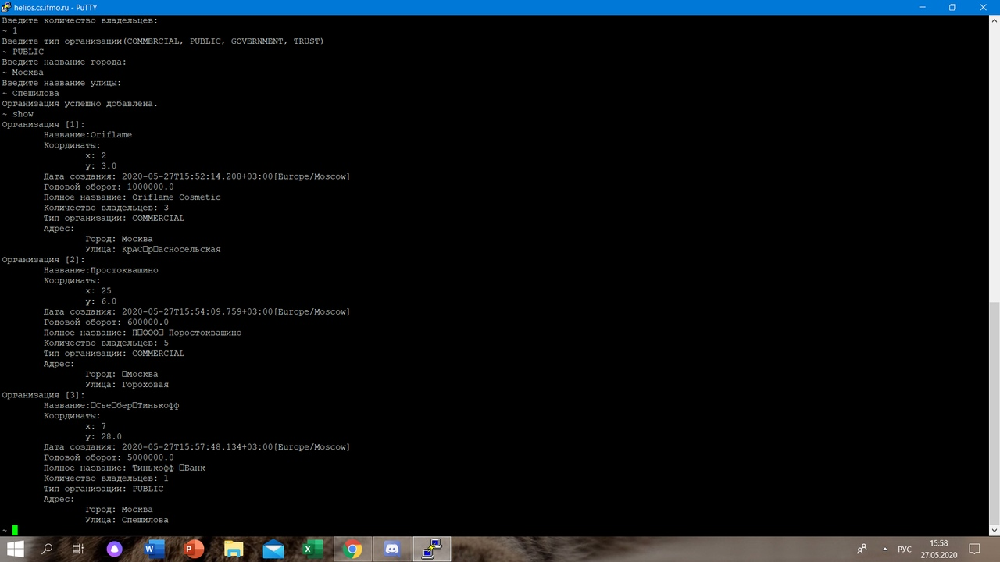 helios.cs.ifmo.ru - PuTTY
Введите количество владельцев:
~ 1
Введите тип организации(COMMERCIAL, PUBLIC, GOVERNMENT, TRUST)
~ PUBLIC
Введите название города:
~ Москва
Введите название улицы:
~ Спешилова
Организация успешно добавлена.
~ show
Организация [1]:
Название:Oriflame
Координаты:
x: 2
y: 3.0
Дата создания: 2020-05-27T15:52:14.208+03:00[Europe/Moscow]
Годовой оборот: 1000000.0
Полное название: Oriflame Cosmetic
Количество владельцев: 3
Тип организации: COMMERCIAL
Адрес:
Город: Москва
Улица: КрАС□р□асносельская
Организация [2]:
Название:Простоквашино
Координаты:
x: 25
y: 6.0
Дата создания: 2020-05-27T15:54:09.759+03:00[Europe/Moscow]
Годовой оборот: 600000.0
Полное название: П□ООО□ Поростоквашино
Количество владельцев: 5
Тип организации: COMMERCIAL
Адрес:
Город: □Москва
Улица: Гороховая
Организация [3]:
Название:□Сье□бер□Тинькофф
Координаты:
x: 7
y: 28.0
Дата создания: 2020-05-27T15:57:48.134+03:00[Europe/Moscow]
Годовой оборот: 5000000.0
Полное название: Тинькофф □Банк
Количество владельцев: 1
Тип организации: PUBLIC
Адрес:
Город: Москва
Улица: Спешилова
~
РУС
15:58
27.05.2020